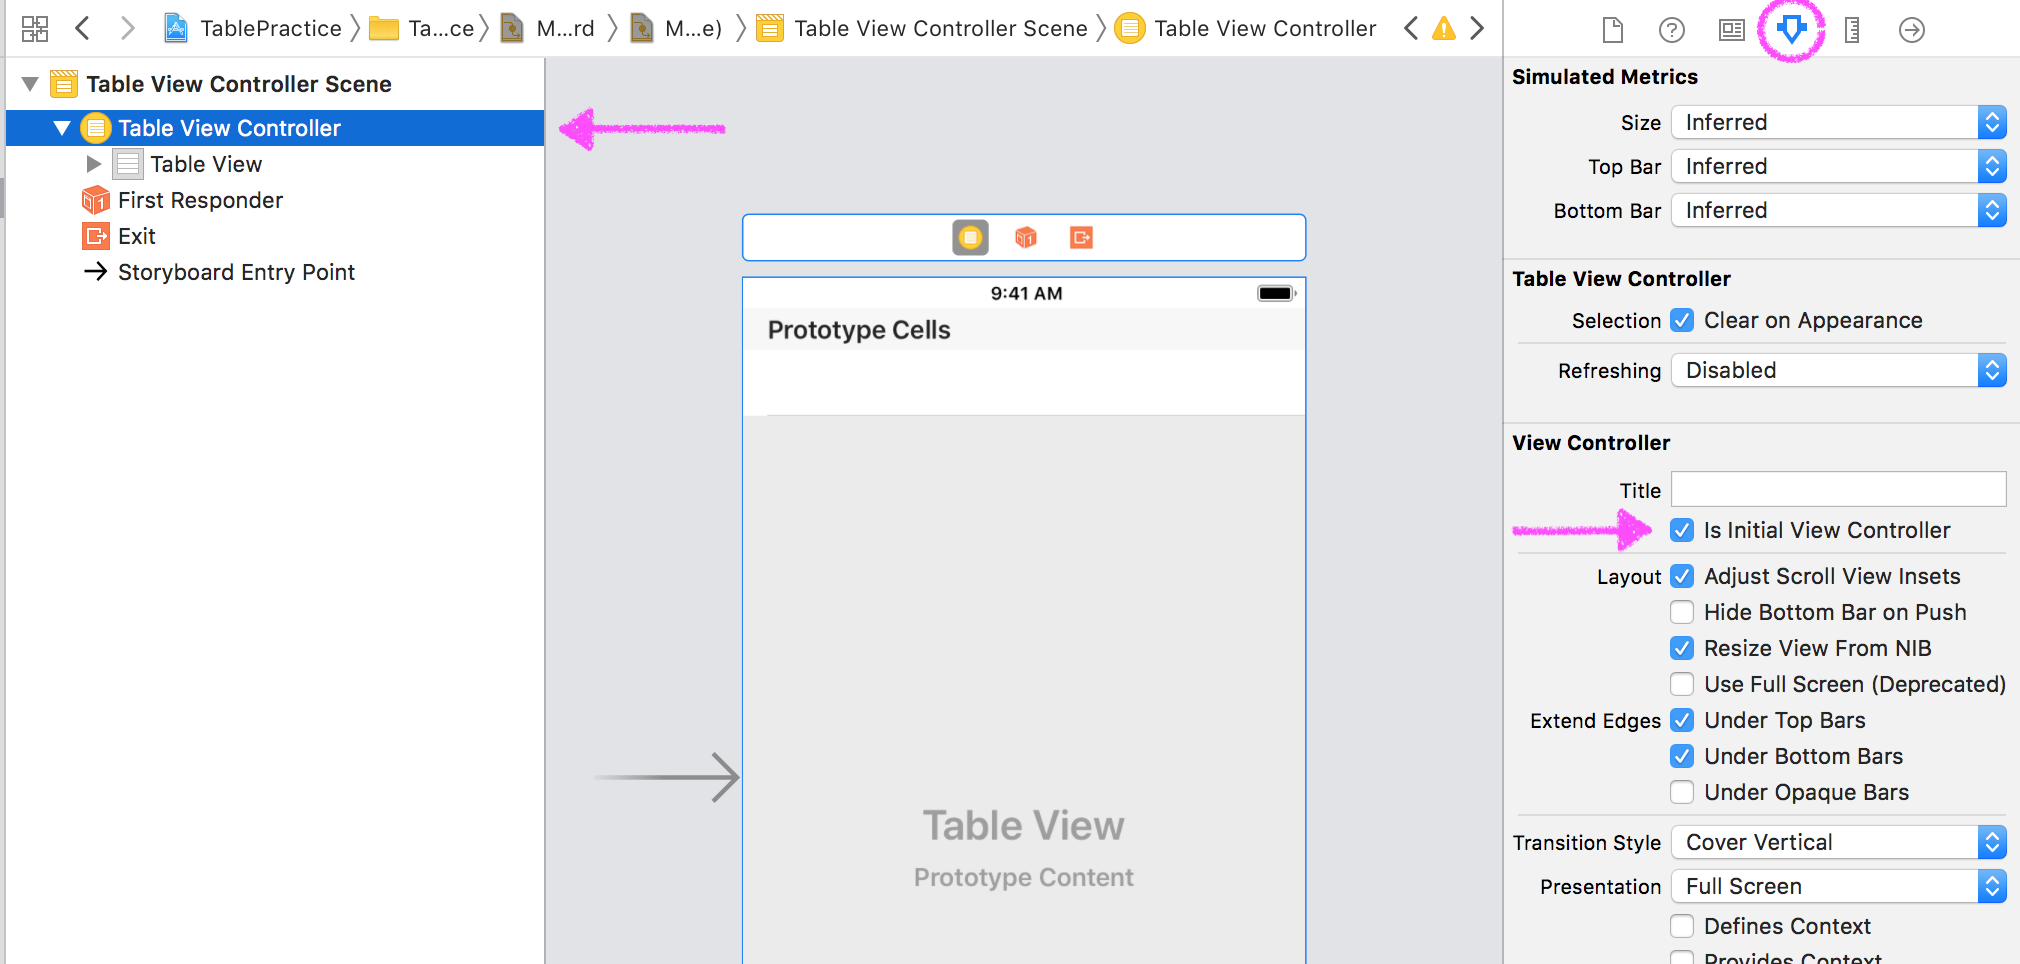 TablePractice Ta...ce M...rd M...e) Table View Controller Scene Table View Controller
Table View Controller Scene
Table View Controller
Table View
First Responder
Exit
Storyboard Entry Point
9:41 AM
Prototype Cells
Table View
Prototype Content
Simulated Metrics
Size Inferred
Top Bar Inferred
Bottom Bar Inferred
Table View Controller
Selection Clear on Appearance
Refreshing Disabled
View Controller
Title
Is Initial View Controller
Layout Adjust Scroll View Insets
Hide Bottom Bar on Push
Resize View From NIB
Use Full Screen (Deprecated)
Extend Edges Under Top Bars
Under Bottom Bars
Under Opaque Bars
Transition Style Cover Vertical
Presentation Full Screen
Defines Context
Provides Context